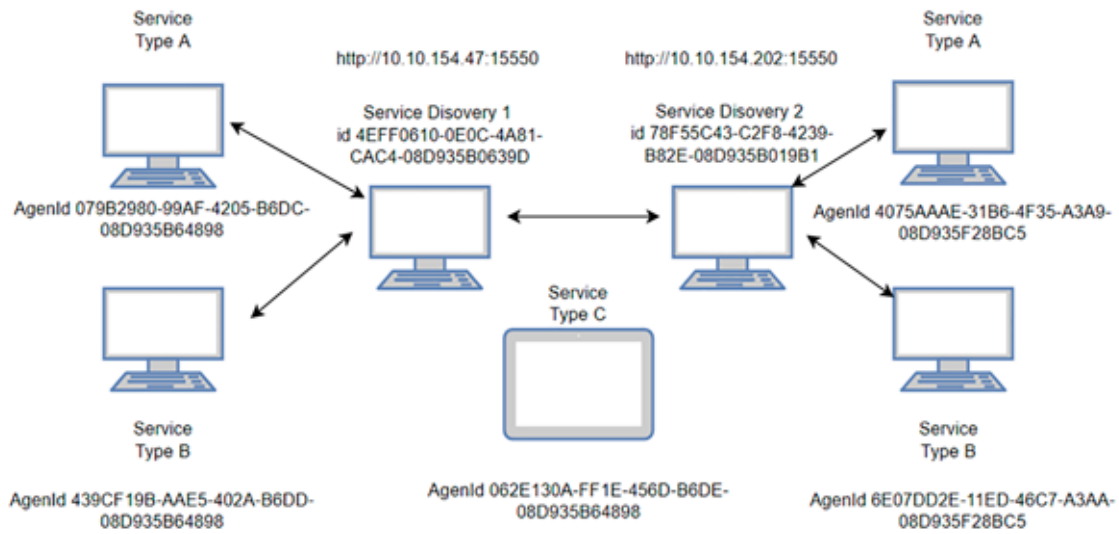 Service
Type A
http://10.10.154.47:15550
http://10.10.154.202:15550
Service
Type A
Service Disovery 1
id 4EFF0610-0E0C-4A81-
CAC4-08D935B0639D
Service Disovery 2
id 78F55C43-C2F8-4239-
B82E-08D935B019B1
AgenId 079B2980-99AF-4205-B6DC-
08D935B64898
AgenId 4075AAAE-31B6-4F35-A3A9-
08D935F28BC5
Service
Type C
Service
Type B
Service
Type B
AgenId 439CF19B-AAE5-402A-B6DD-
08D935B64898
AgenId 062E130A-FF1E-456D-B6DE-
08D935B64898
AgenId 6E07DD2E-11ED-46C7-A3AA-
08D935F28BC5